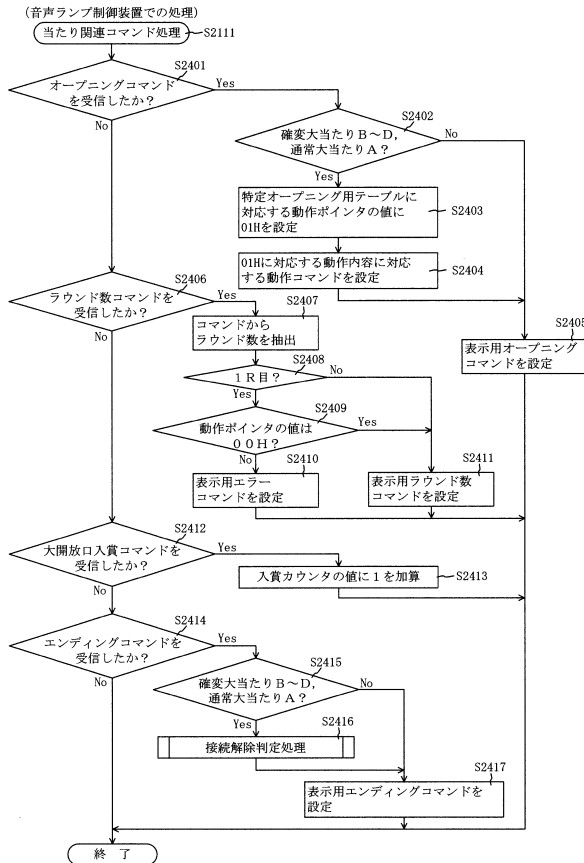 (音声ランプ制御装置での処理)
当たり関連コマンド処理
S2111
S2401
オープニングコマンド
を受信したか?
Yes
No
S2402
確変大当たりB~D,
通常大当たりA?
No
Yes
特定オープニング用テーブルに
対応する動作ポインタの値に
01Hを設定
S2403
01Hに対応する動作内容に対応
する動作コマンドを設定
S2404
S2405
表示用オープニング
コマンドを設定
S2406
ラウンド数コマンドを
受信したか?
Yes
No
S2407
コマンドから
ラウンド数を抽出
S2408
1R目?
No
Yes
S2409
動作ポインタの値は
00H?
Yes
No
S2410
表示用エラー
コマンドを設定
S2411
表示用ラウンド数
コマンドを設定
S2412
大開放口入賞コマンドを
受信したか?
Yes
No
入賞カウンタの値に1を加算
S2413
S2414
エンディングコマンドを
受信したか?
Yes
No
S2415
確変大当たりB~D,
通常大当たりA?
No
Yes
S2416
接続解除判定処理
S2417
表示用エンディングコマンドを
設定
終 了